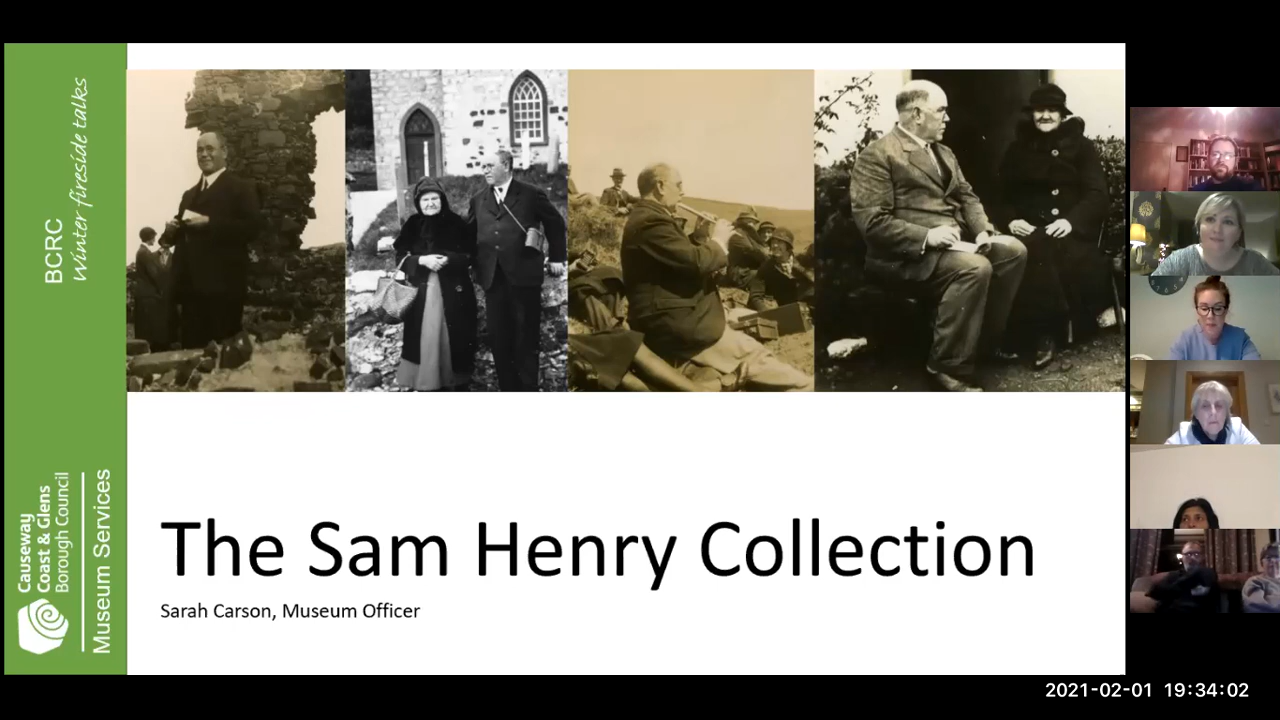 BCRC
Winter fireside talks
Causeway
Coast & Glens
Borough Council
Museum Services
The Sam Henry Collection
Sarah Carson, Museum Officer
2021-02-01 19:34:02